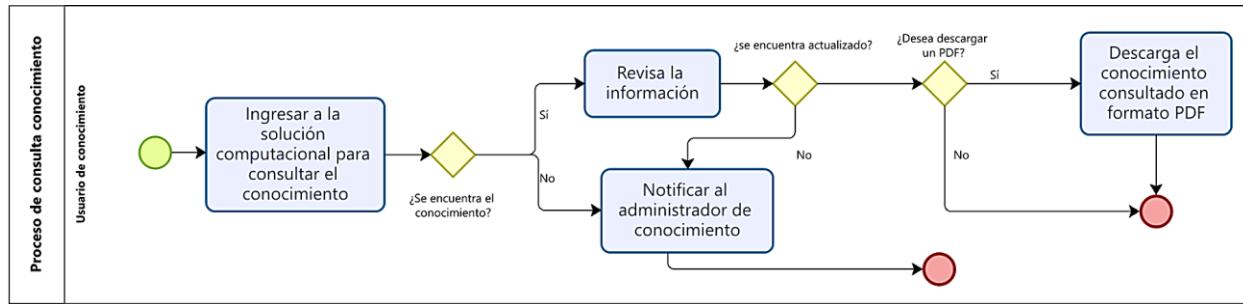 Proceso de consulta conocimiento
Usuario de conocimiento
Ingresar a la
solución
computacional para
consultar el
conocimiento
¿Se encuentra el
conocimiento?
Sí
No
Revisa la
información
¿se encuentra actualizado?
No
Notificar al
administrador de
conocimiento
¿Desea descargar
un PDF?
Sí
No
Descarga el
conocimiento
consultado en
formato PDF